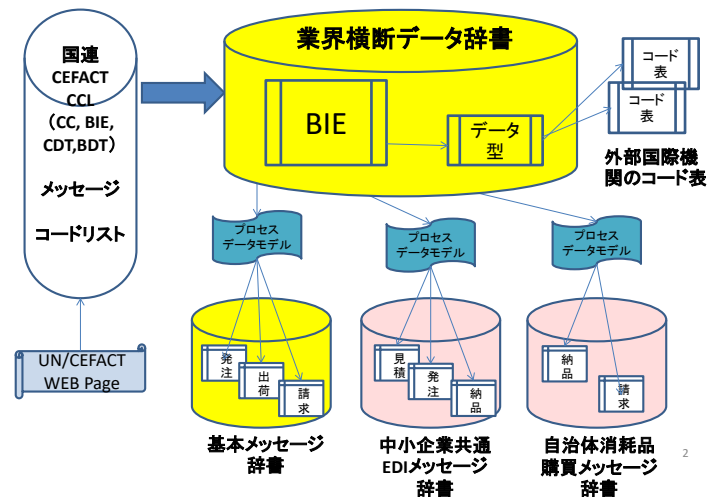 国連
CEFACT
CCL
(CC, BIE,
CDT,BDT)
メッセージ
コードリスト
UN/CEFACT
WEB Page
業界横断データ辞書
BIE
データ
型
コード
表
コード
表
外部国際機
関のコード表
プロセス
データモデル
プロセス
データモデル
プロセス
データモデル
発
注
出
荷
請
求
基本メッセージ
辞書
見
積
発
注
納
品
中小企業共通
EDIメッセージ
辞書
納
品
請
求
自治体消耗品
購買メッセージ
辞書
2